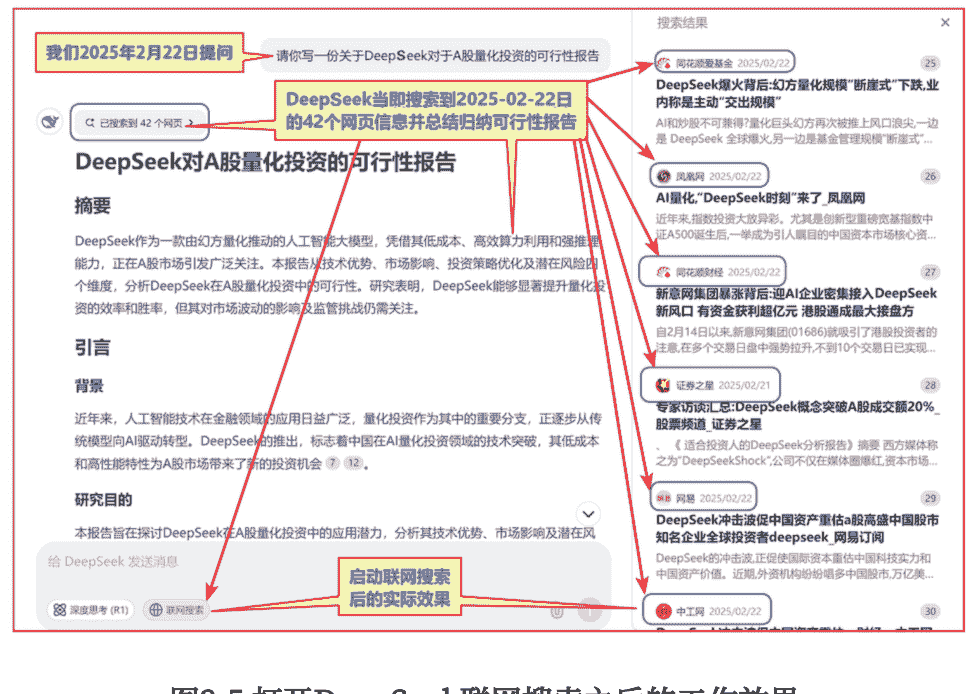 我们2025年2月22日提问
请你写一份关于DeepSeek对于A股量化投资的可行性报告
DeepSeek当即搜索到2025-02-22日
的42个网页信息并总结归纳可行性报告
已搜索到 42 个网页
DeepSeek对A股量化投资的可行性报告
摘要
DeepSeek作为一款由幻方量化推动的人工智能大模型，凭借其低成本、高效算力利用和强推理
能力，正在A股市场引发广泛关注。本报告从技术优势、市场影响、投资策略优化及潜在风险四
个维度，分析DeepSeek在A股量化投资中的可行性。研究表明，DeepSeek能够显著提升量化投
资的效率和胜率，但其对市场波动的影响及监管挑战仍需关注。
引言
背景
近年来，人工智能技术在金融领域的应用日益广泛，量化投资作为其中的重要分支，正逐步从传
统模型向AI驱动转型。DeepSeek的推出，标志着中国在AI量化投资领域的技术突破，其低成本
和高性能特性为A股市场带来了新的投资机会 7 12 。
研究目的
本报告旨在探讨DeepSeek在A股量化投资中的应用潜力，分析其技术优势、市场影响及潜在风
给 DeepSeek 发送消息
深度思考 (R1)
联网搜索
启动联网搜索
后的实际效果
搜索结果
同花顺爱基金 2025/02/22 25
DeepSeek爆火背后:幻方量化规模“断崖式”下跌,业
内称是主动“交出规模”
AI和炒股不可兼得?量化巨头幻方再次被推上风口浪尖,一边
是 DeepSeek 全球爆火,另一边是基金管理规模“断崖式”...
凤凰网 2025/02/22 26
AI量化,“DeepSeek时刻”来了_凤凰网
近年来,指数投资大放异彩。尤其是创新型重磅宽基指数中
证A500诞生后,一举成为引人瞩目的中国资本市场核心资...
同花顺财经 2025/02/22 27
新意网集团暴涨背后:迎AI企业密集接入DeepSeek
新风口 有资金获利超亿元 港股通成最大接盘方
自2月14日以来,新意网集团(01686)就吸引了港股投资者的
注意,在多个交易日盘中强势拉升,不到10个交易日已实现...
证券之星 2025/02/21 28
专家访谈汇总:DeepSeek概念突破A股成交额20%_
股票频道_证券之星
、《 适合投资人的DeepSeek分析报告》摘要 西方媒体称
之为“DeepSeekShock”,公司不仅在媒体圈爆红,资本市场...
网易 2025/02/22 29
DeepSeek冲击波促中国资产重估a股高盛中国股市
知名企业全球投资者deepseek_网易订阅
DeepSeek的冲击波,正促使国际资本重估中国科技实力和
中国资产价值。近期,外资机构纷纷唱多中国股市,万亿美...
中工网 2025/02/22 30